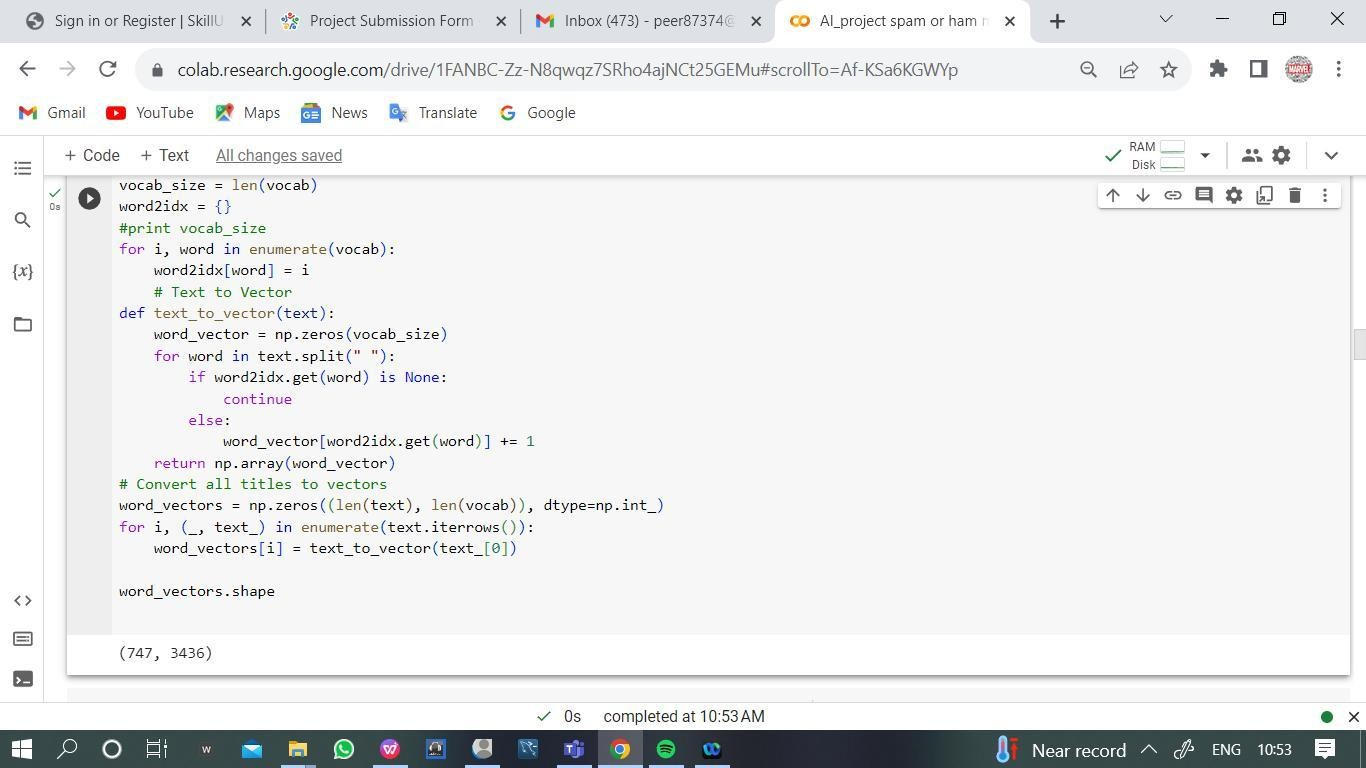 Sign in or Register | SkillU
Project Submission Form
Inbox (473) - peer87374@
AI_project spam or ham m
colab.research.google.com/drive/1FANBC-Zz-N8qwqz7SRho4ajNCt25GEMu#scrollTo=Af-KSa6KGWYp
Gmail YouTube Maps News Translate Google
+ Code + Text All changes saved
RAM
Disk
0s
vocab_size = len(vocab)
word2idx = {}
#print vocab_size
for i, word in enumerate(vocab):
    word2idx[word] = i
    # Text to Vector
def text_to_vector(text):
    word_vector = np.zeros(vocab_size)
    for word in text.split(" "):
        if word2idx.get(word) is None:
            continue
        else:
            word_vector[word2idx.get(word)] += 1
    return np.array(word_vector)
# Convert all titles to vectors
word_vectors = np.zeros((len(text), len(vocab)), dtype=np.int_)
for i, (_, text_) in enumerate(text.iterrows()):
    word_vectors[i] = text_to_vector(text_[0])
word_vectors.shape
(747, 3436)
0s completed at 10:53 AM
Near record ENG 10:53